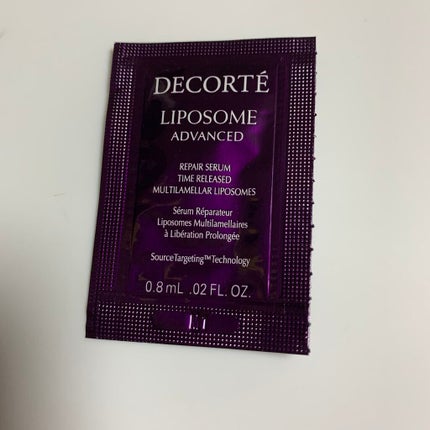 DECORTÉ
LIPOSOME
ADVANCED
REPAIR SERUM
TIME RELEASED
MULTILAMELLAR LIPOSOMES
Sérum Réparateur
Liposomes Multilamellaires
à Libération Prolongée
SourceTargeting™Technology
0.8 mL .02 FL. OZ.